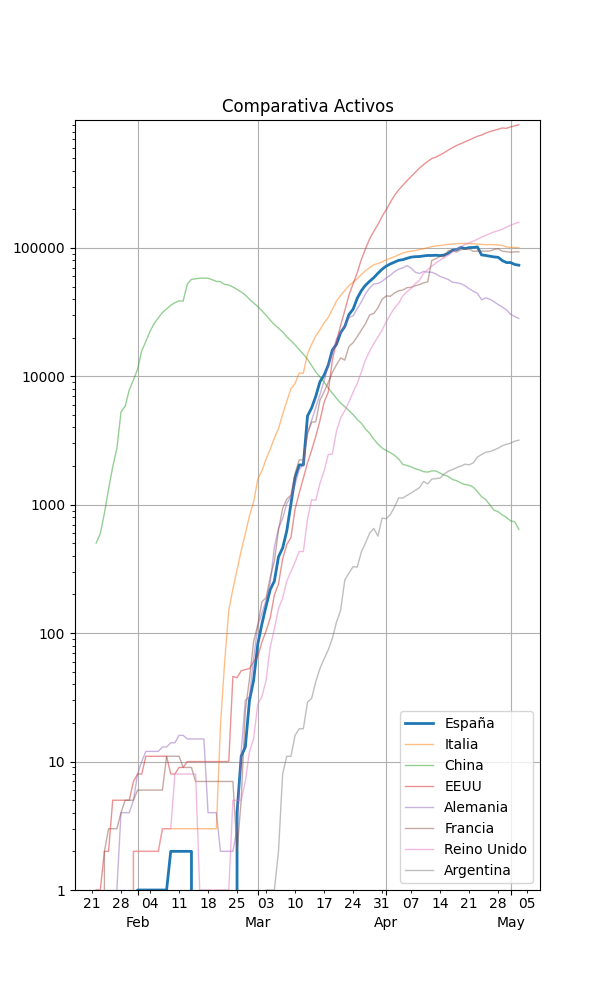 Comparativa Activos
100000
10000
1000
100
10
1
21 28 04 11 18 25 03 10 17 24 31 07 14 21 28 05
Feb Mar Apr May
España
Italia
China
EEUU
Alemania
Francia
Reino Unido
Argentina